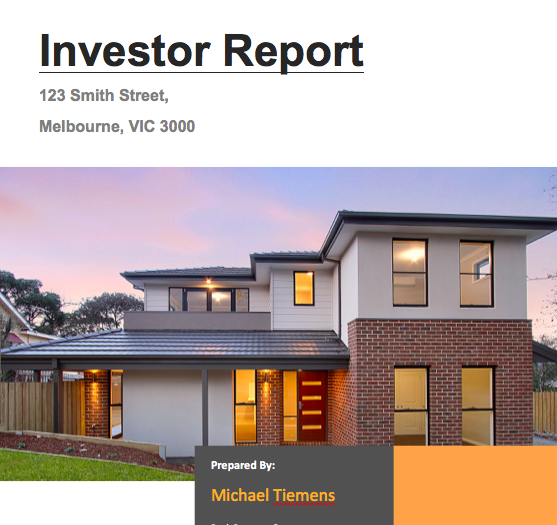 Investor Report
123 Smith Street,
Melbourne, VIC 3000
Prepared By:
Michael Tiemens